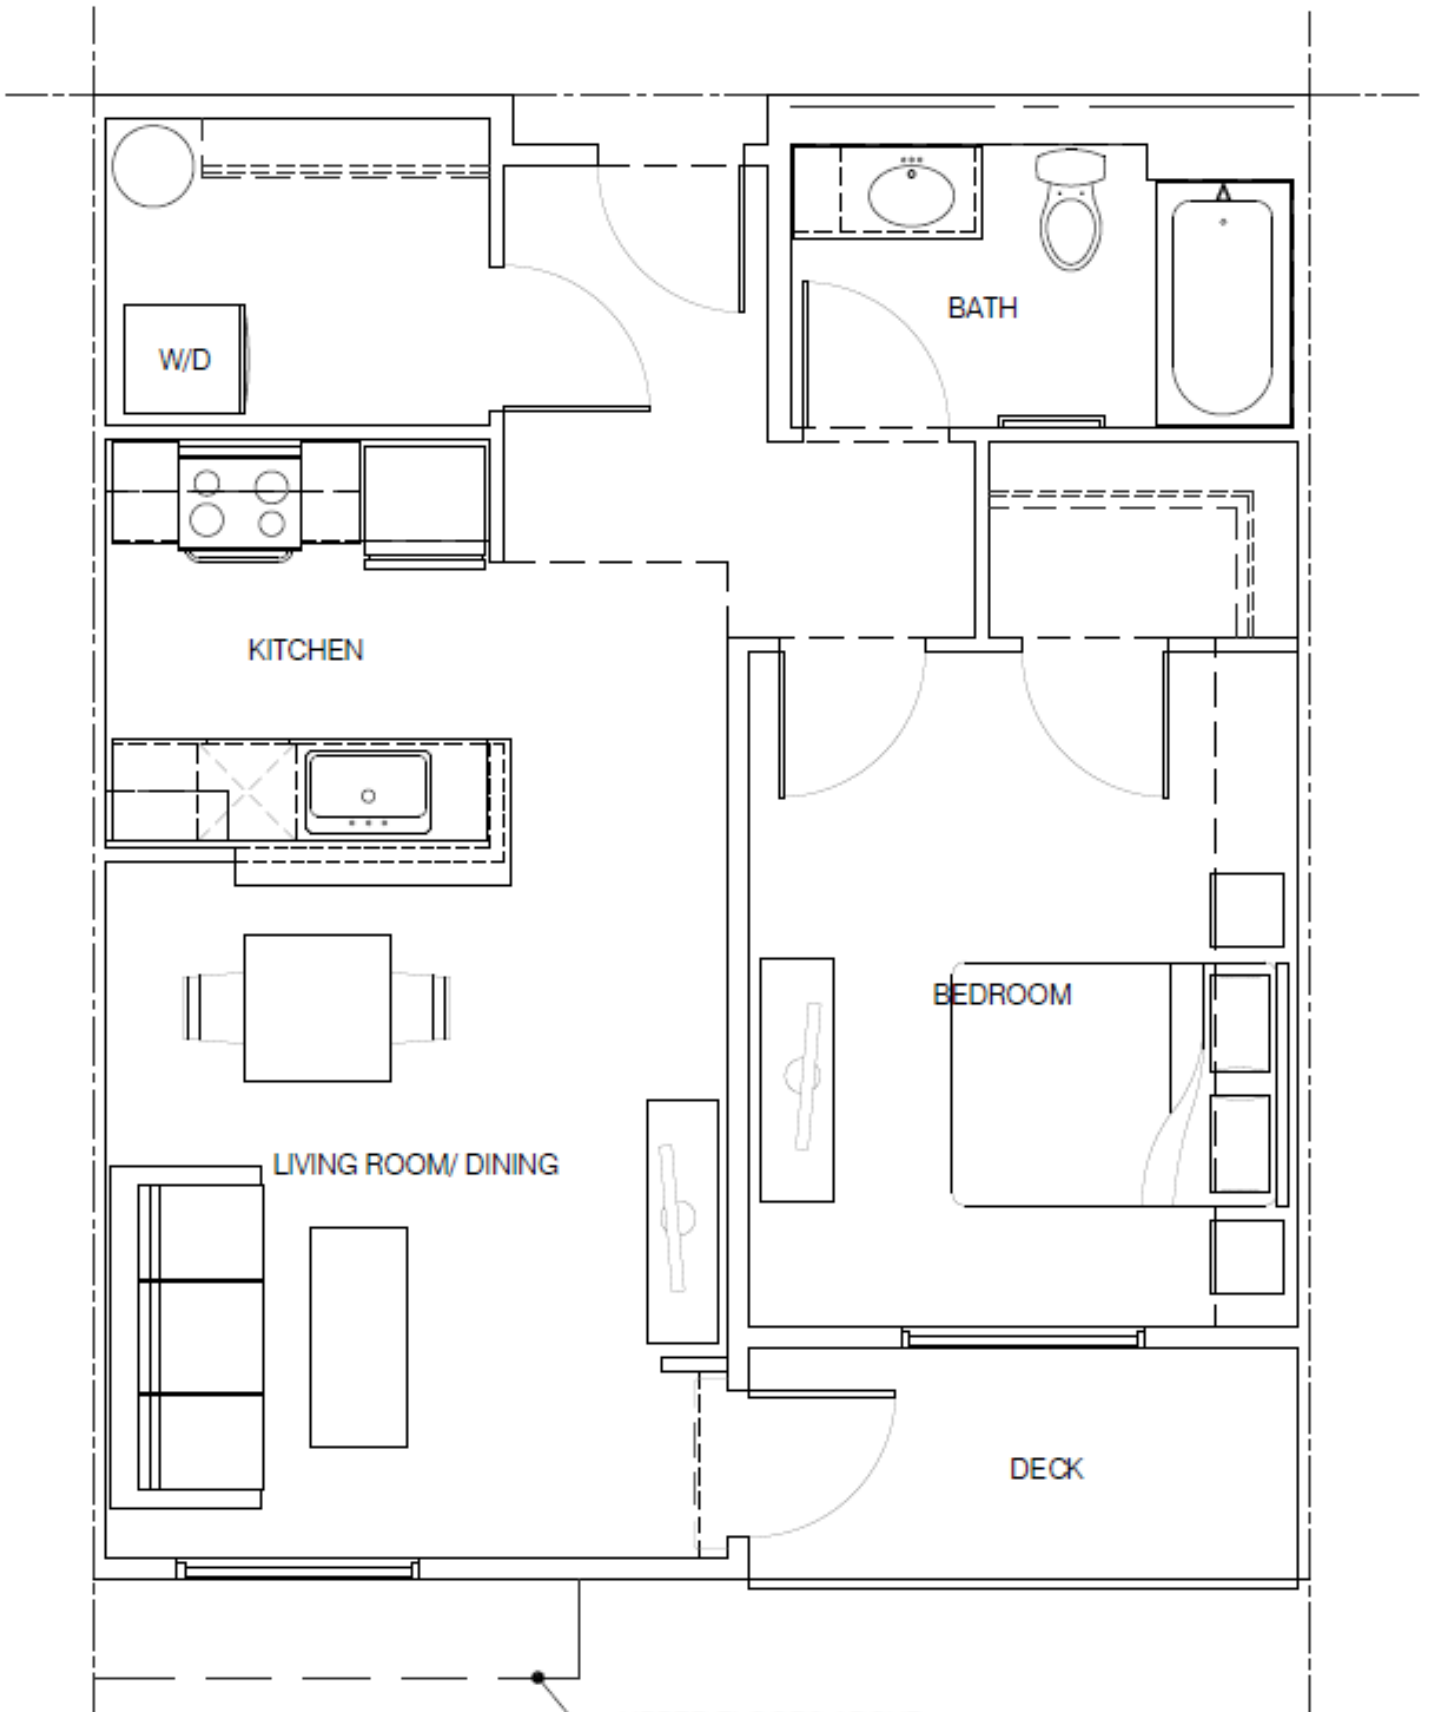 BATH
W/D
KITCHEN
BEDROOM
LIVING ROOM/ DINING
DECK